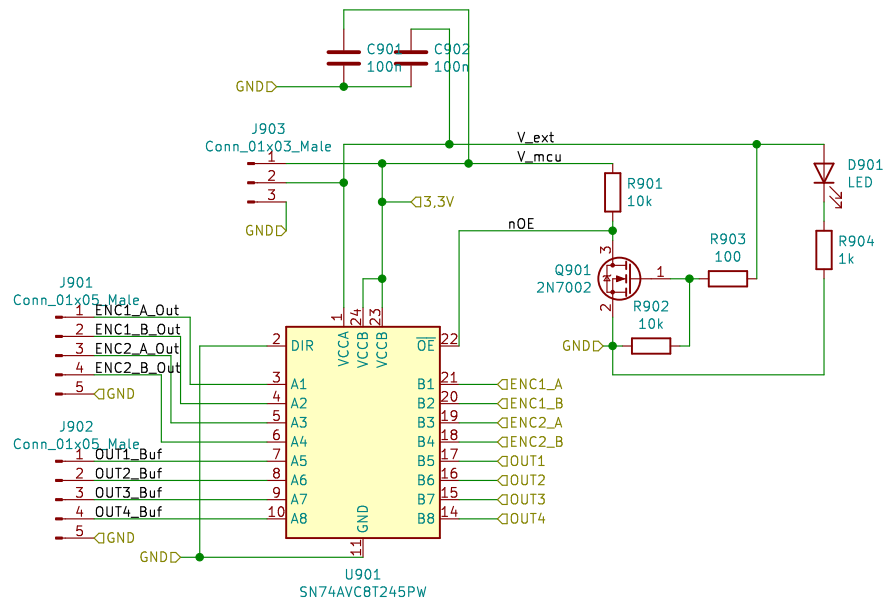 C901
100n
C902
100n
GND
J903
Conn_01x03_Male
1
2
3
GND
V_ext
V_mcu
3,3V
nOE
R901
10k
D901
LED
R903
100
R904
1k
Q901
2N7002
3
1
2
R902
10k
GND
J901
Conn_01x05_Male
1 ENC1_A_Out
2 ENC1_B_Out
3 ENC2_A_Out
4 ENC2_B_Out
5 GND
J902
Conn_01x05_Male
1 OUT1_Buf
2 OUT2_Buf
3 OUT3_Buf
4 OUT4_Buf
5 GND
GND
1 24 23
VCCA VCCB VCCB
2 DIR OE 22
3 A1 B1 21 ENC1_A
4 A2 B2 20 ENC1_B
5 A3 B3 19 ENC2_A
6 A4 B4 18 ENC2_B
7 A5 B5 17 OUT1
8 A6 B6 16 OUT2
9 A7 B7 15 OUT3
10 A8 B8 14 OUT4
GND
11
U901
SN74AVC8T245PW